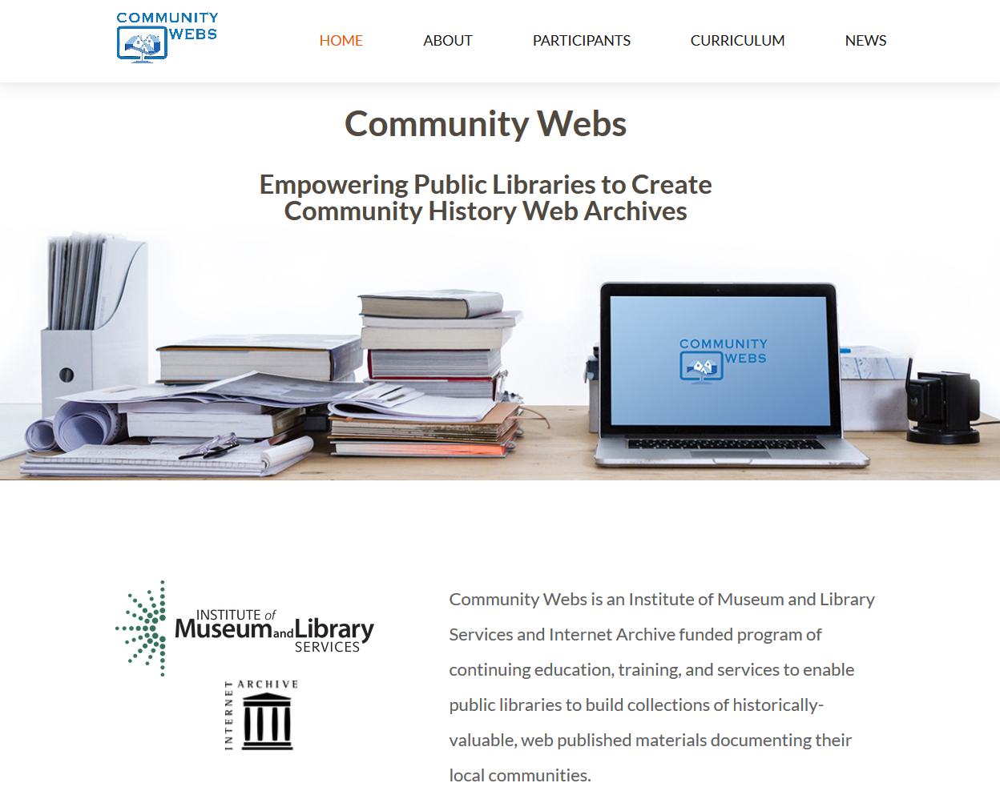 COMMUNITY
WEBS
HOME
ABOUT
PARTICIPANTS
CURRICULUM
NEWS
Community Webs
Empowering Public Libraries to Create
Community History Web Archives
COMMUNITY
WEBS
INSTITUTE of
Museum and Library
SERVICES
INTERNET
ARCHIVE
Community Webs is an Institute of Museum and Library
Services and Internet Archive funded program of
continuing education, training, and services to enable
public libraries to build collections of historically-
valuable, web published materials documenting their
local communities.